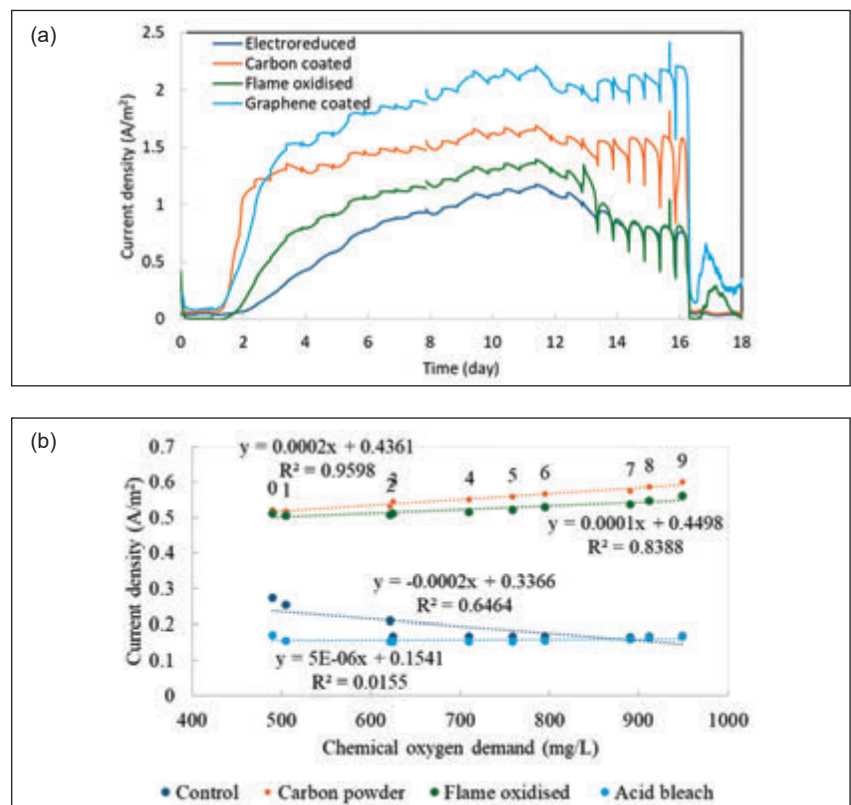 (a)
2.5
2
1.5
1
0.5
0
Current density (A/m²)
Electroreduced
Carbon coated
Flame oxidised
Graphene coated
0 2 4 6 8 10 12 14 16 18
Time (day)
(b)
0.7
0.6
0.5
0.4
0.3
0.2
0.1
0
Current density (A/m²)
y = 0.0002x + 0.4361
R² = 0.9598
0 1 2 3 4 5 6 7 8 9
y = 0.0001x + 0.4498
R² = 0.8388
y = -0.0002x + 0.3366
R² = 0.6464
y = 5E-06x + 0.1541
R² = 0.0155
400 500 600 700 800 900 1000
Chemical oxygen demand (mg/L)
Control Carbon powder Flame oxidised Acid bleach